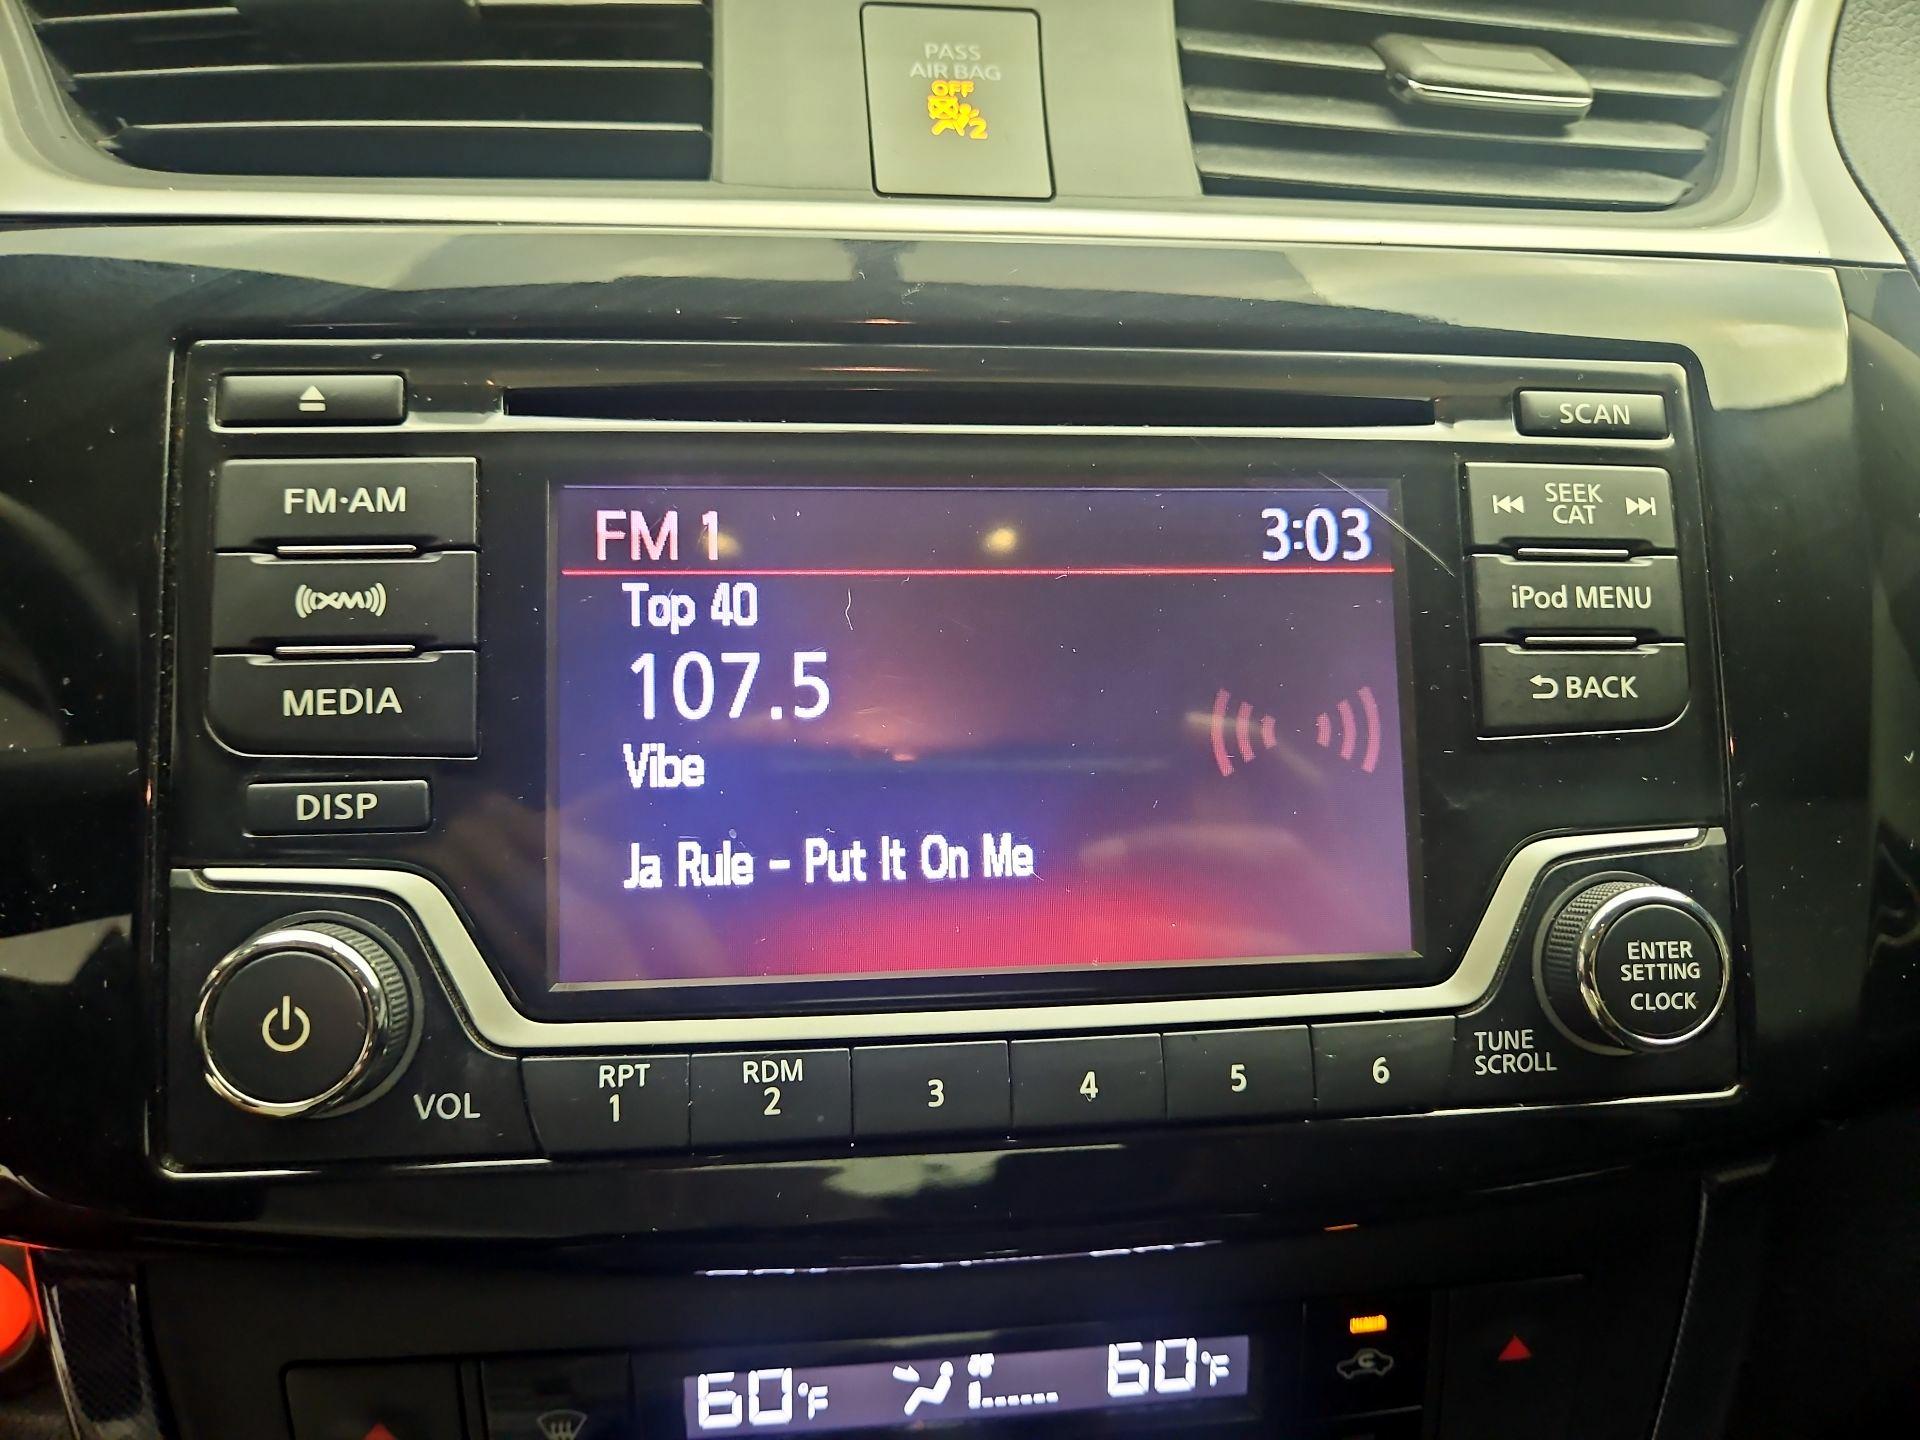 PASS
AIR BAG
OFF
2
SCAN
FM·AM
XM
MEDIA
DISP
SEEK
CAT
iPod MENU
BACK
FM 1 3:03
Top 40
107.5
Vibe
Ja Rule - Put It On Me
ENTER
SETTING
CLOCK
TUNE
SCROLL
VOL
RPT
1
RDM
2
3
4
5
6
60°F
60°F